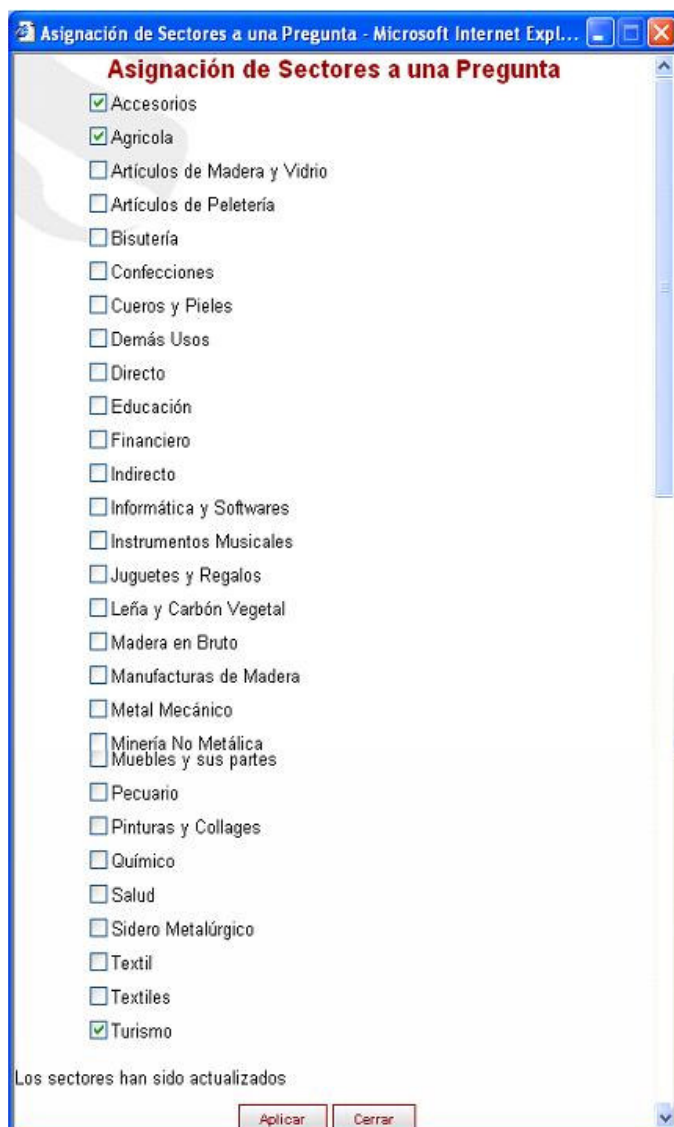 Asignación de Sectores a una Pregunta - Microsoft Internet Expl...
Asignación de Sectores a una Pregunta
Accesorios
Agricola
Artículos de Madera y Vidrio
Artículos de Peletería
Bisutería
Confecciones
Cueros y Pieles
Demás Usos
Directo
Educación
Financiero
Indirecto
Informática y Softwares
Instrumentos Musicales
Juguetes y Regalos
Leña y Carbón Vegetal
Madera en Bruto
Manufacturas de Madera
Metal Mecánico
Minería No Metálica
Muebles y sus partes
Pecuario
Pinturas y Collages
Químico
Salud
Sidero Metalúrgico
Textil
Textiles
Turismo
Los sectores han sido actualizados
Aplicar Cerrar